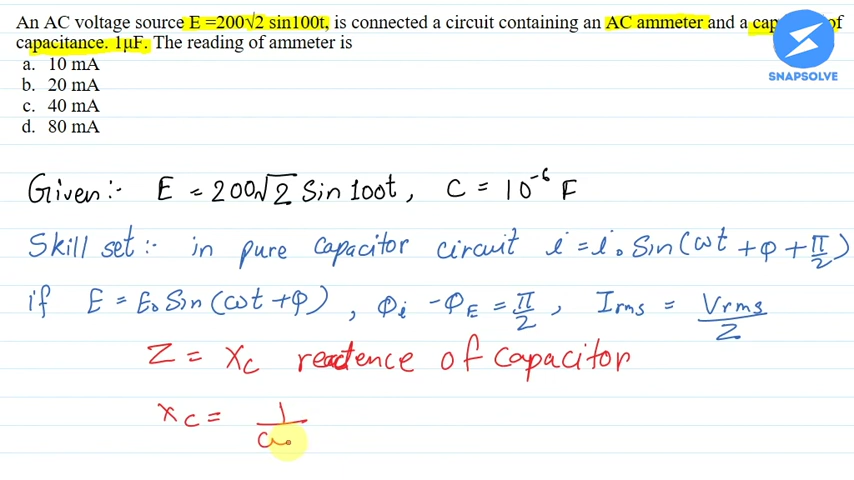 An AC voltage source E =200√2 sin100t, is connected a circuit containing an AC ammeter and a cap of
capacitance. 1μF. The reading of ammeter is
SNAPSOLVE
a. 10 mA
b. 20 mA
c. 40 mA
d. 80 mA
Given:- E = 200√2 Sin 100t, C = 10⁻⁶ F
Skill set:- in pure capacitor circuit i = i₀ Sin(ωt + φ + π/2)
if E = E₀ Sin(ωt + φ), φi - φE = π/2, Irms = Vrms/Z
Z = Xc of capacitor
Xc = 1/